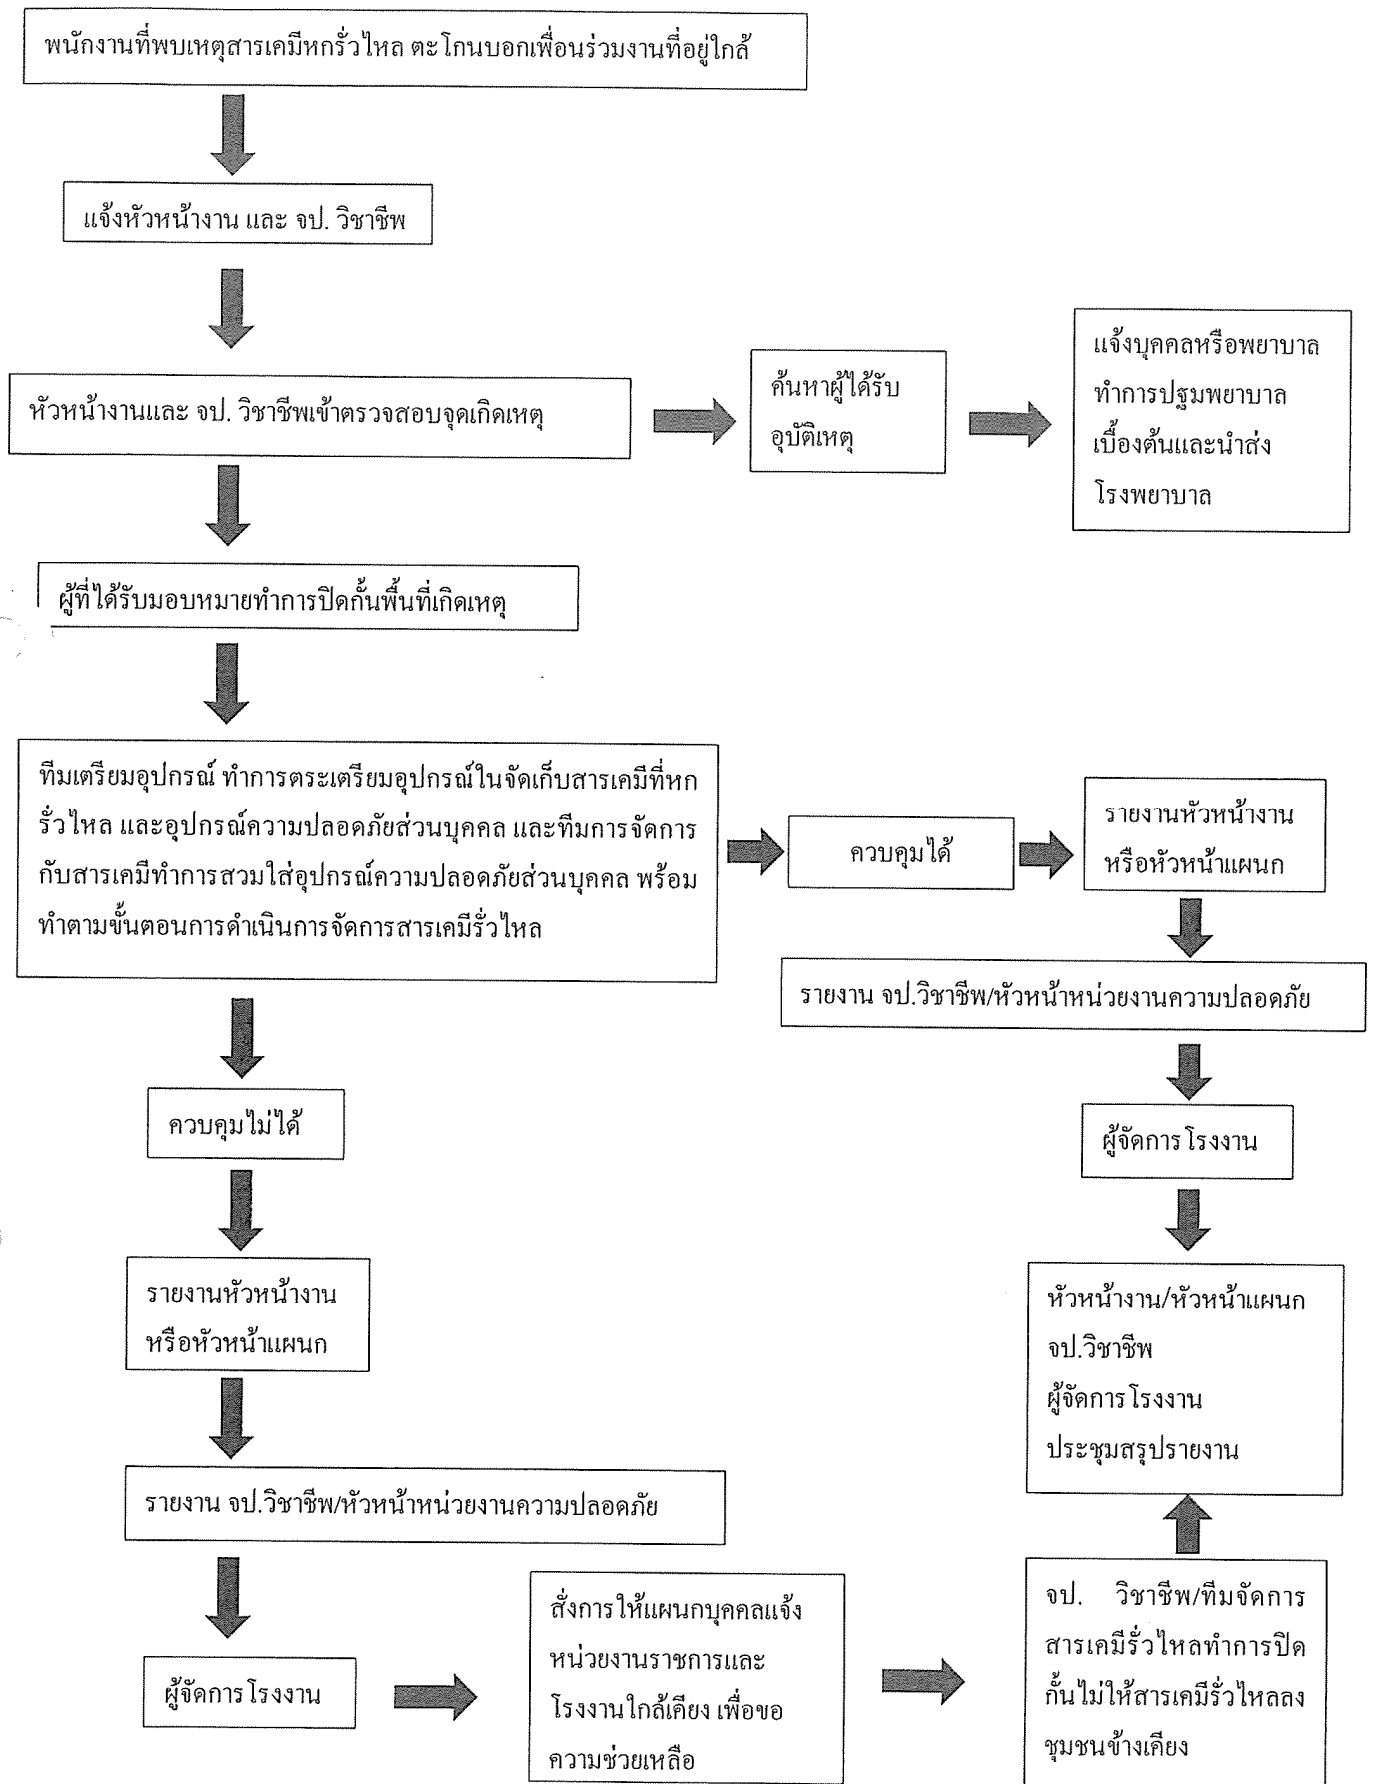 พนักงานที่พบเหตุสารเคมีหกรั่วไหล ตะโกนบอกเพื่อนร่วมงานที่อยู่ใกล้
แจ้งหัวหน้างาน และ จป. วิชาชีพ
หัวหน้างานและ จป. วิชาชีพเข้าตรวจสอบจุดเกิดเหตุ
ค้นหาผู้ได้รับ
อุบัติเหตุ
แจ้งบุคคลหรือพยาบาล
ทำการปฐมพยาบาล
เบื้องต้นและนำส่ง
โรงพยาบาล
ผู้ที่ได้รับมอบหมายทำการปิดกั้นพื้นที่เกิดเหตุ
ทีมเตรียมอุปกรณ์ ทำการตระเตรียมอุปกรณ์ในจัดเก็บสารเคมีที่หก
รั่วไหล และอุปกรณ์ความปลอดภัยส่วนบุคคล และทีมการจัดการ
กับสารเคมีทำการสวมใส่อุปกรณ์ความปลอดภัยส่วนบุคคล พร้อม
ทำตามขั้นตอนการดำเนินการจัดการสารเคมีรั่วไหล
ควบคุมได้
รายงานหัวหน้างาน
หรือหัวหน้าแผนก
รายงาน จป.วิชาชีพ/หัวหน้าหน่วยงานความปลอดภัย
ผู้จัดการโรงงาน
หัวหน้างาน/หัวหน้าแผนก
จป.วิชาชีพ
ผู้จัดการโรงงาน
ประชุมสรุปรายงาน
ควบคุมไม่ได้
รายงานหัวหน้างาน
หรือหัวหน้าแผนก
รายงาน จป.วิชาชีพ/หัวหน้าหน่วยงานความปลอดภัย
ผู้จัดการโรงงาน
สั่งการให้แผนกบุคคลแจ้ง
หน่วยงานราชการและ
โรงงานใกล้เคียง เพื่อขอ
ความช่วยเหลือ
จป. วิชาชีพ/ทีมจัดการ
สารเคมีรั่วไหลทำการปิด
กั้นไม่ให้สารเคมีรั่วไหลลง
ชุมชนข้างเคียง